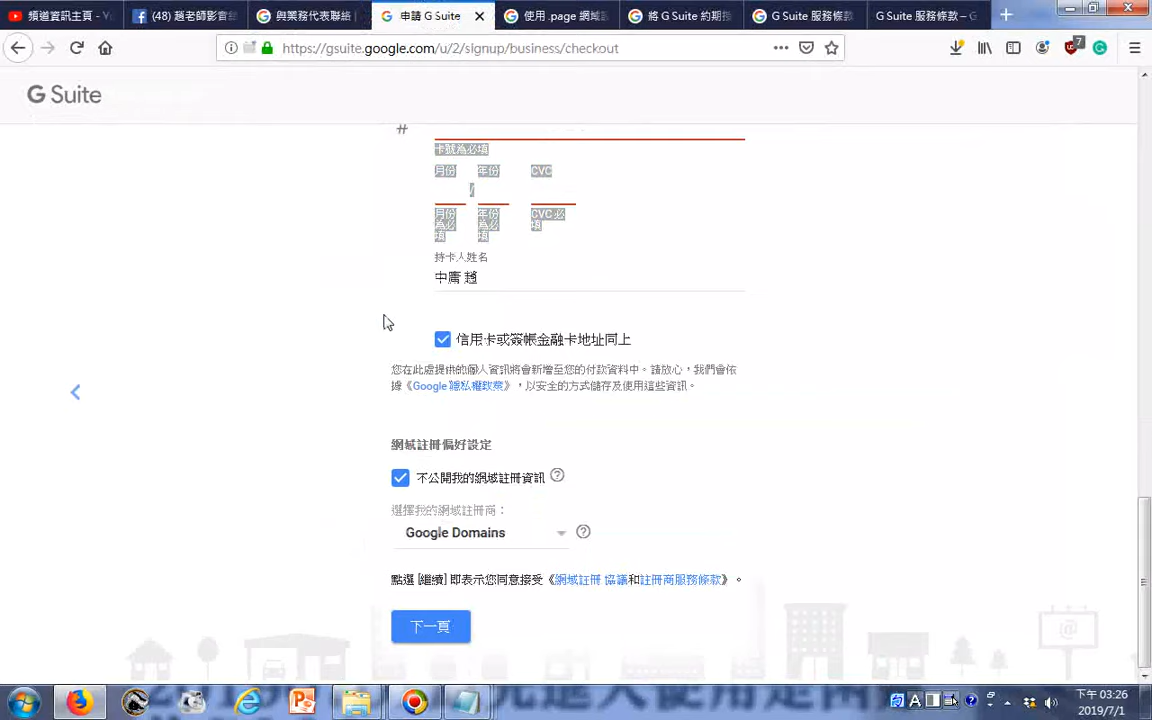 頻道資訊主頁 - Y
(48) 趙老師影音網
與業務代表聯絡
申請 G Suite
使用 .page 網域
將 G Suite 約期
G Suite 服務條款
G Suite 服務條款 – G
https://gsuite.google.com/u/2/signup/business/checkout
7
G Suite
#
卡號為必填
月份 年份 CVC
/
月份為必填
年份為必填
CVC 必填
持卡人姓名
中庸 趙
信用卡或簽帳金融卡地址同上
您在此處提供的個人資訊將會新增至您的付款資料中。請放心，我們會依
據《Google 隱私權政策》，以安全的方式儲存及使用這些資訊。
網域註冊偏好設定
不公開我的網域註冊資訊
選擇我的網域註冊商：
Google Domains
點選 [繼續] 即表示您同意接受《網域註冊 協議和註冊商服務條款》。
下一頁
下午 03:26
2019/7/1